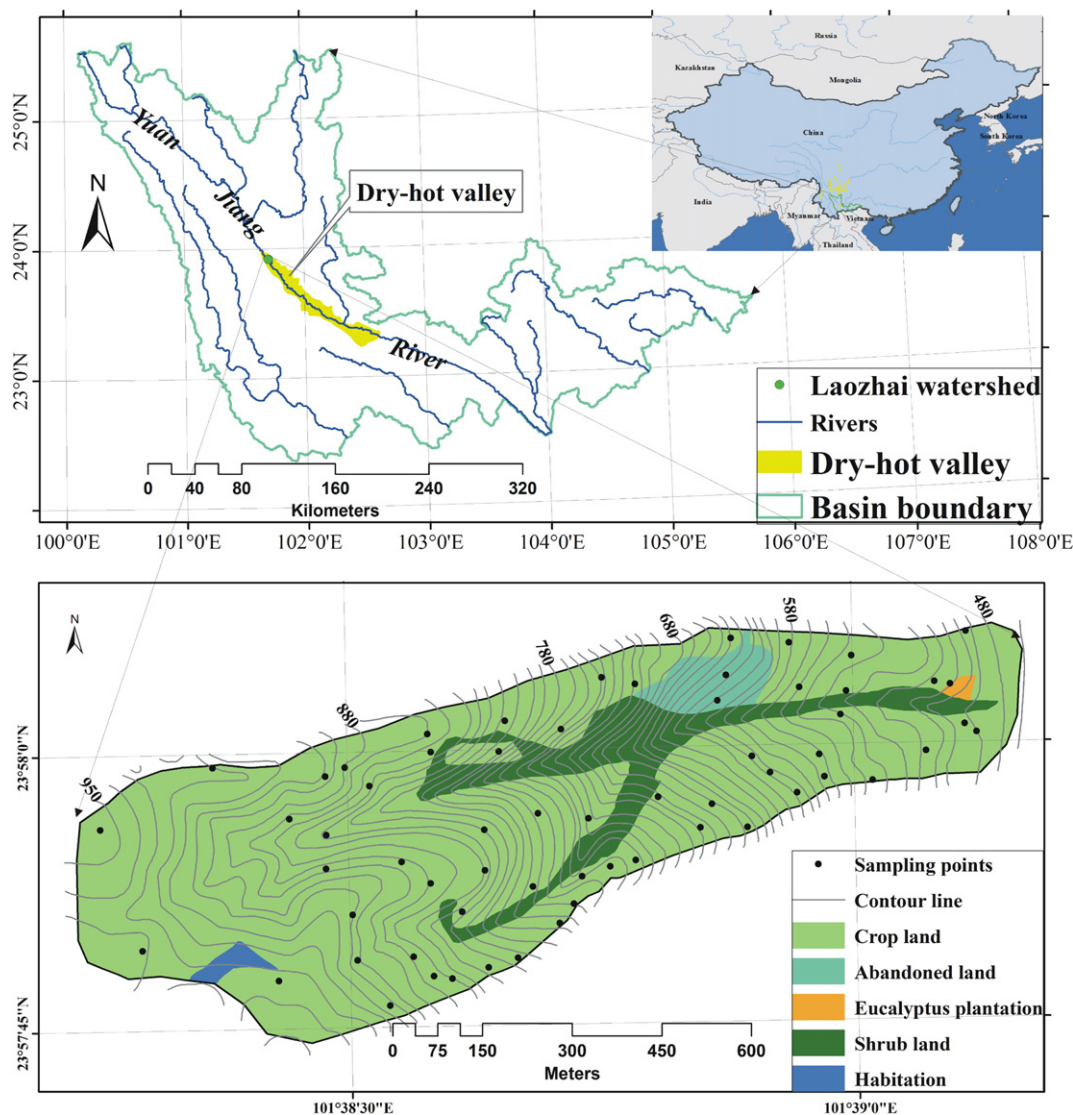 Russia
Kazakhstan
Mongolia
North Korea
South Korea
China
India
Myanmar
Vietnam
Thailand
25°0'N
24°0'N
23°0'N
N
Yuan
Jiang
River
Dry-hot valley
Laozhai watershed
Rivers
Dry-hot valley
Basin boundary
0 40 80 160 240 320
Kilometers
100°0'E 101°0'E 102°0'E 103°0'E 104°0'E 105°0'E 106°0'E 107°0'E 108°0'E
N
950
880
780
680
580
480
23°58'0"N
23°57'45"N
Sampling points
Contour line
Crop land
Abandoned land
Eucalyptus plantation
Shrub land
Habitation
0 75 150 300 450 600
Meters
101°38'30"E 101°39'0"E